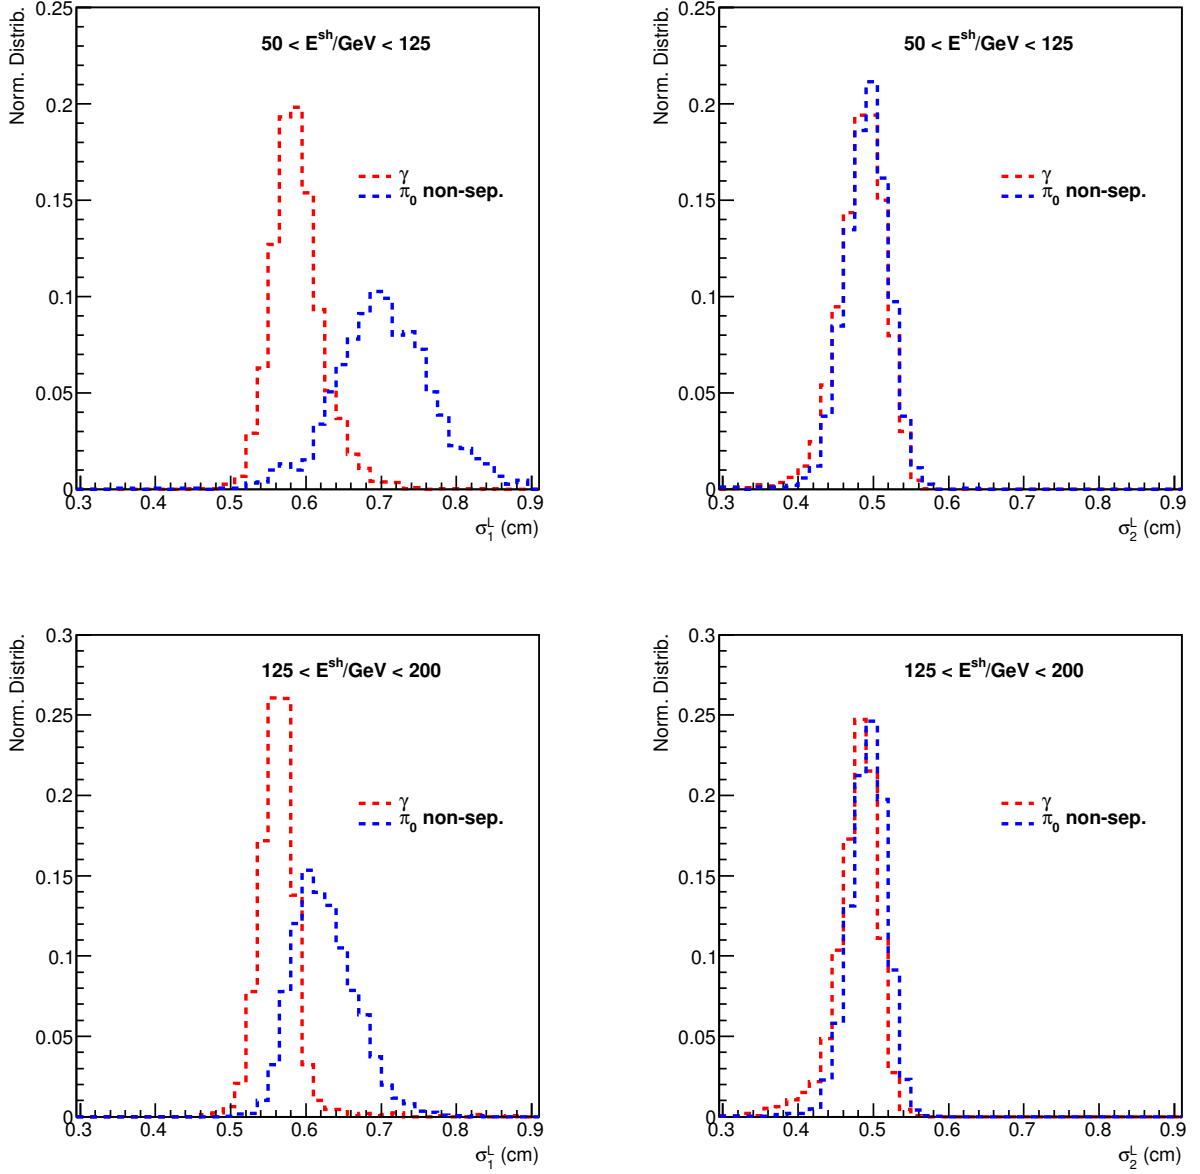 Norm. Distrib.
50 < E^sh/GeV < 125
γ
π₀ non-sep.
0.25
0.2
0.15
0.1
0.05
0
0.3 0.4 0.5 0.6 0.7 0.8 0.9
σ₁^L (cm)
Norm. Distrib.
50 < E^sh/GeV < 125
γ
π₀ non-sep.
0.25
0.2
0.15
0.1
0.05
0
0.3 0.4 0.5 0.6 0.7 0.8 0.9
σ₂^L (cm)
Norm. Distrib.
125 < E^sh/GeV < 200
γ
π₀ non-sep.
0.3
0.25
0.2
0.15
0.1
0.05
0
0.3 0.4 0.5 0.6 0.7 0.8 0.9
σ₁^L (cm)
Norm. Distrib.
125 < E^sh/GeV < 200
γ
π₀ non-sep.
0.3
0.25
0.2
0.15
0.1
0.05
0
0.3 0.4 0.5 0.6 0.7 0.8 0.9
σ₂^L (cm)